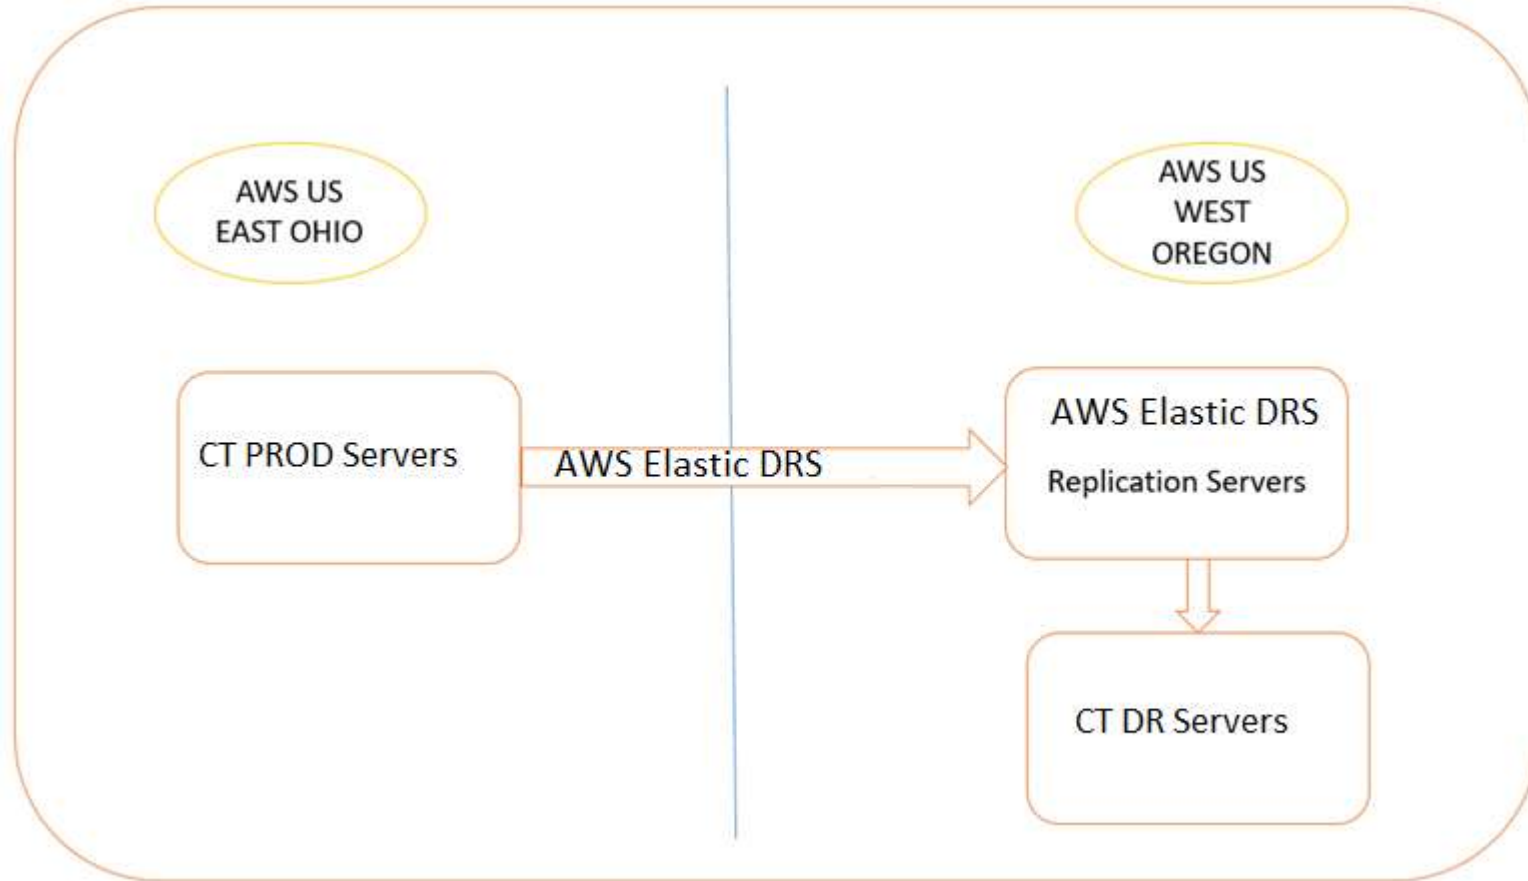 AWS US
EAST OHIO
AWS US
WEST
OREGON
CT PROD Servers
AWS Elastic DRS
AWS Elastic DRS
Replication Servers
CT DR Servers